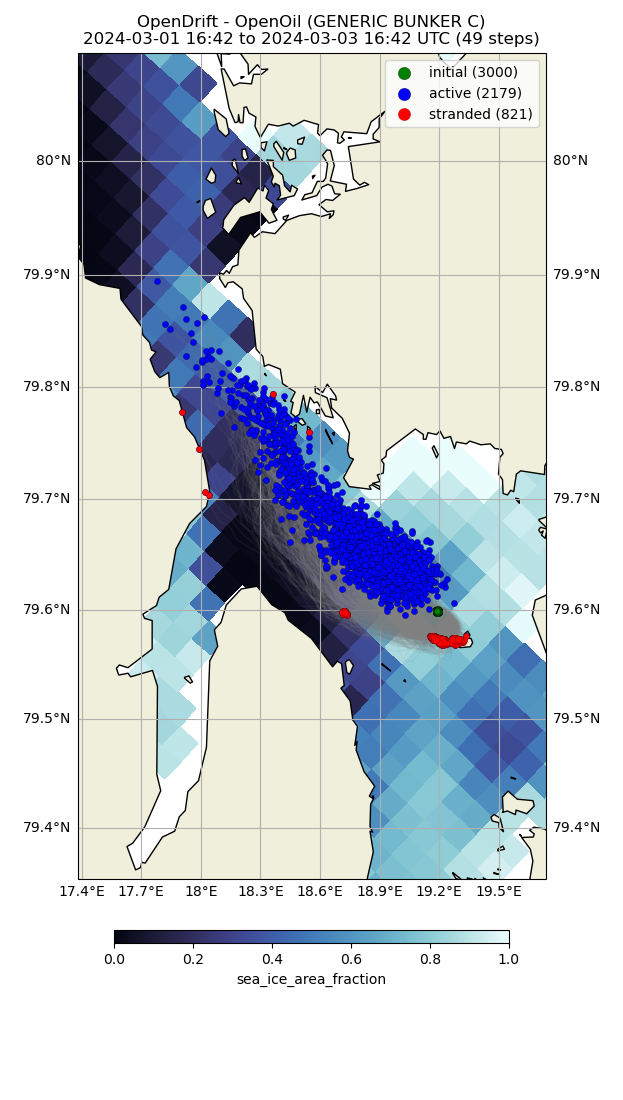 OpenDrift - OpenOil (GENERIC BUNKER C)
2024-03-01 16:42 to 2024-03-03 16:42 UTC (49 steps)
initial (3000)
active (2179)
stranded (821)
80°N 80°N
79.9°N 79.9°N
79.8°N 79.8°N
79.7°N 79.7°N
79.6°N 79.6°N
79.5°N 79.5°N
79.4°N 79.4°N
17.4°E 17.7°E 18°E 18.3°E 18.6°E 18.9°E 19.2°E 19.5°E
0.0 0.2 0.4 0.6 0.8 1.0
sea_ice_area_fraction